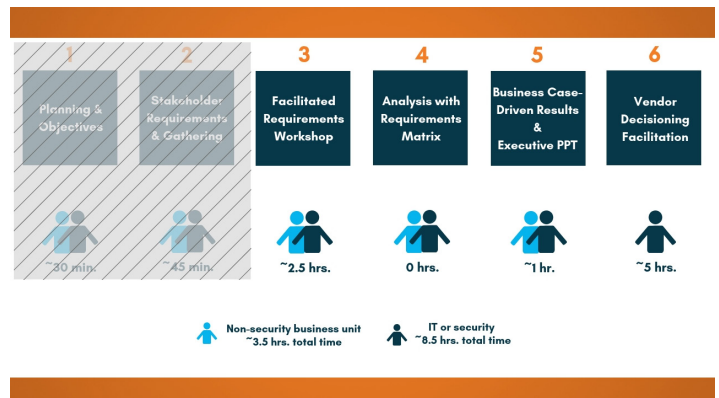 1
2
3
4
5
6
Planning &
Objectives
Stakeholder
Requirements
& Gathering
Facilitated
Requirements
Workshop
Analysis with
Requirements
Matrix
Business Case-
Driven Results
&
Executive PPT
Vendor
Decisioning
Facilitation
~30 min.
~45 min.
~2.5 hrs.
0 hrs.
~1 hr.
~5 hrs.
Non-security business unit
~3.5 hrs. total time
IT or security
~8.5 hrs. total time